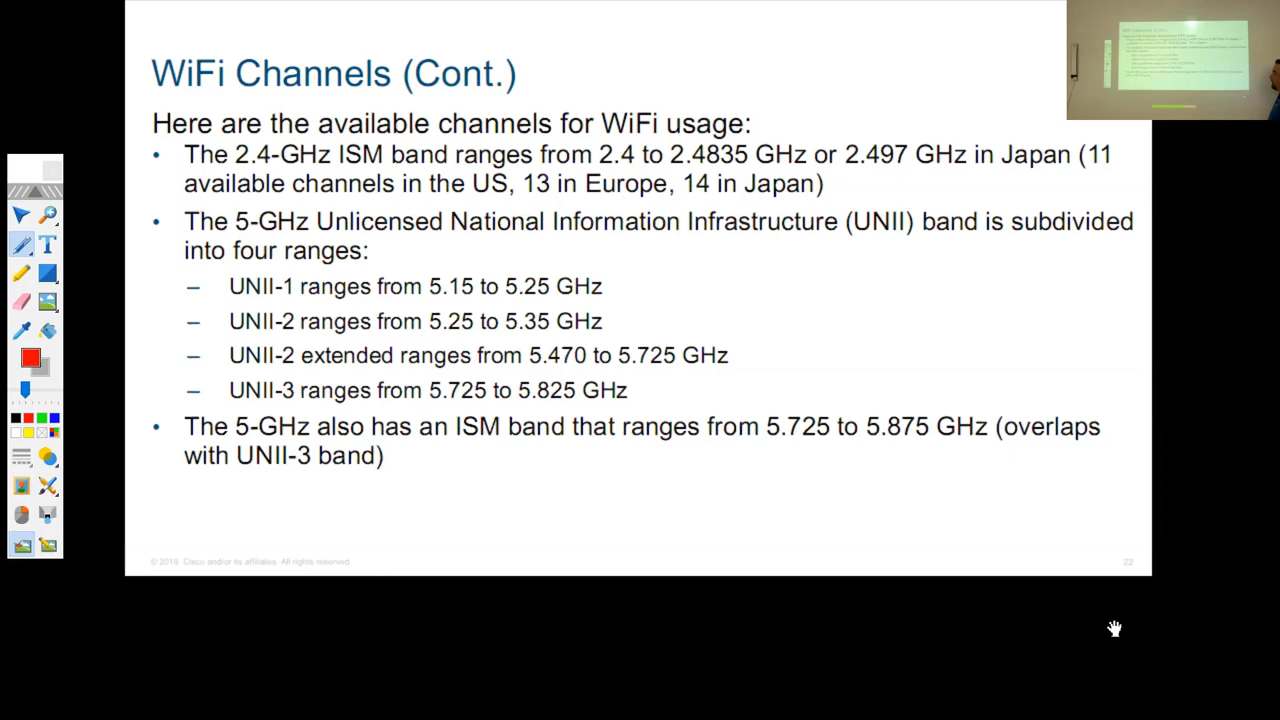 WiFi Channels (Cont.)
Here are the available channels for WiFi usage:
• The 2.4-GHz ISM band ranges from 2.4 to 2.4835 GHz or 2.497 GHz in Japan (11
available channels in the US, 13 in Europe, 14 in Japan)
• The 5-GHz Unlicensed National Information Infrastructure (UNII) band is subdivided
into four ranges:
– UNII-1 ranges from 5.15 to 5.25 GHz
– UNII-2 ranges from 5.25 to 5.35 GHz
– UNII-2 extended ranges from 5.470 to 5.725 GHz
– UNII-3 ranges from 5.725 to 5.825 GHz
• The 5-GHz also has an ISM band that ranges from 5.725 to 5.875 GHz (overlaps
with UNII-3 band)
© 2019 Cisco and/or its affiliates. All rights reserved.
22
T